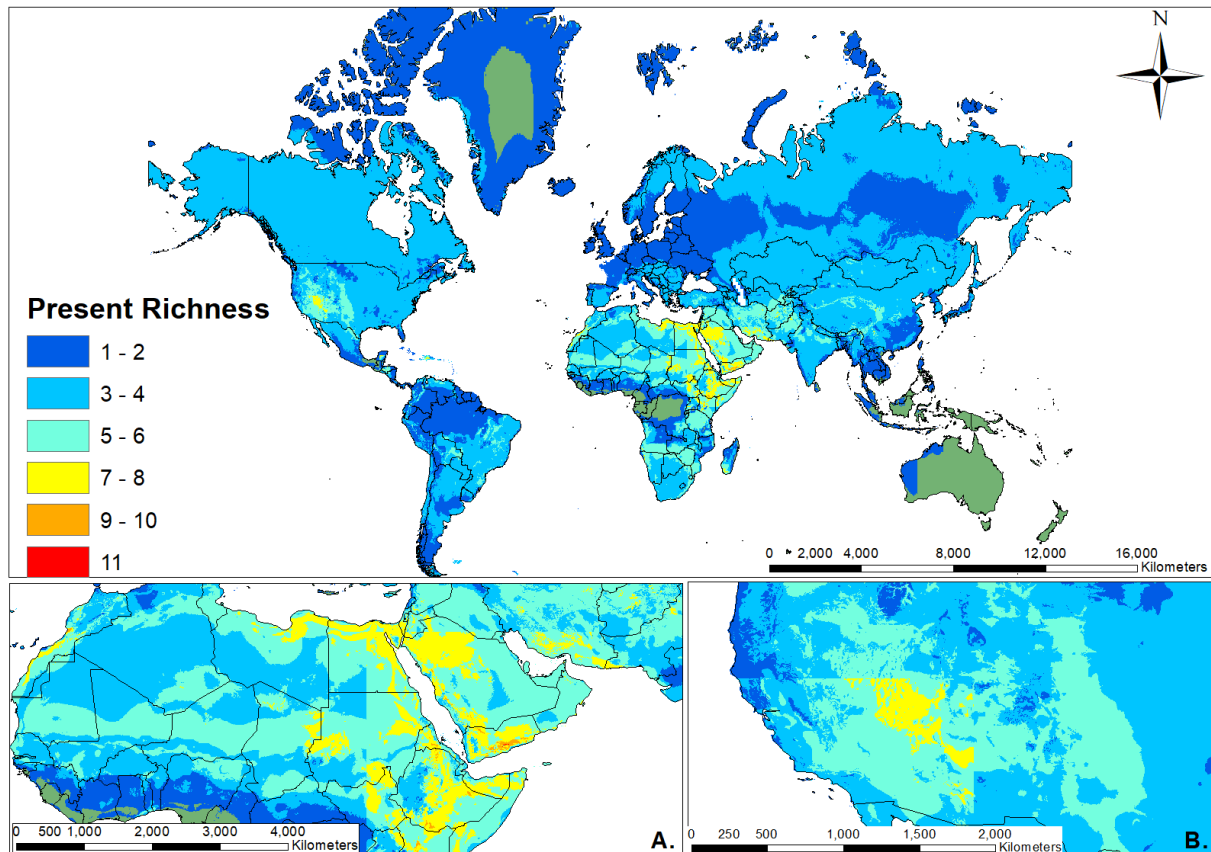 N
Present Richness
1 - 2
3 - 4
5 - 6
7 - 8
9 - 10
11
0 2,000 4,000 8,000 12,000 16,000
Kilometers
0 500 1,000 2,000 3,000 4,000
Kilometers
A.
0 250 500 1,000 1,500 2,000
Kilometers
B.